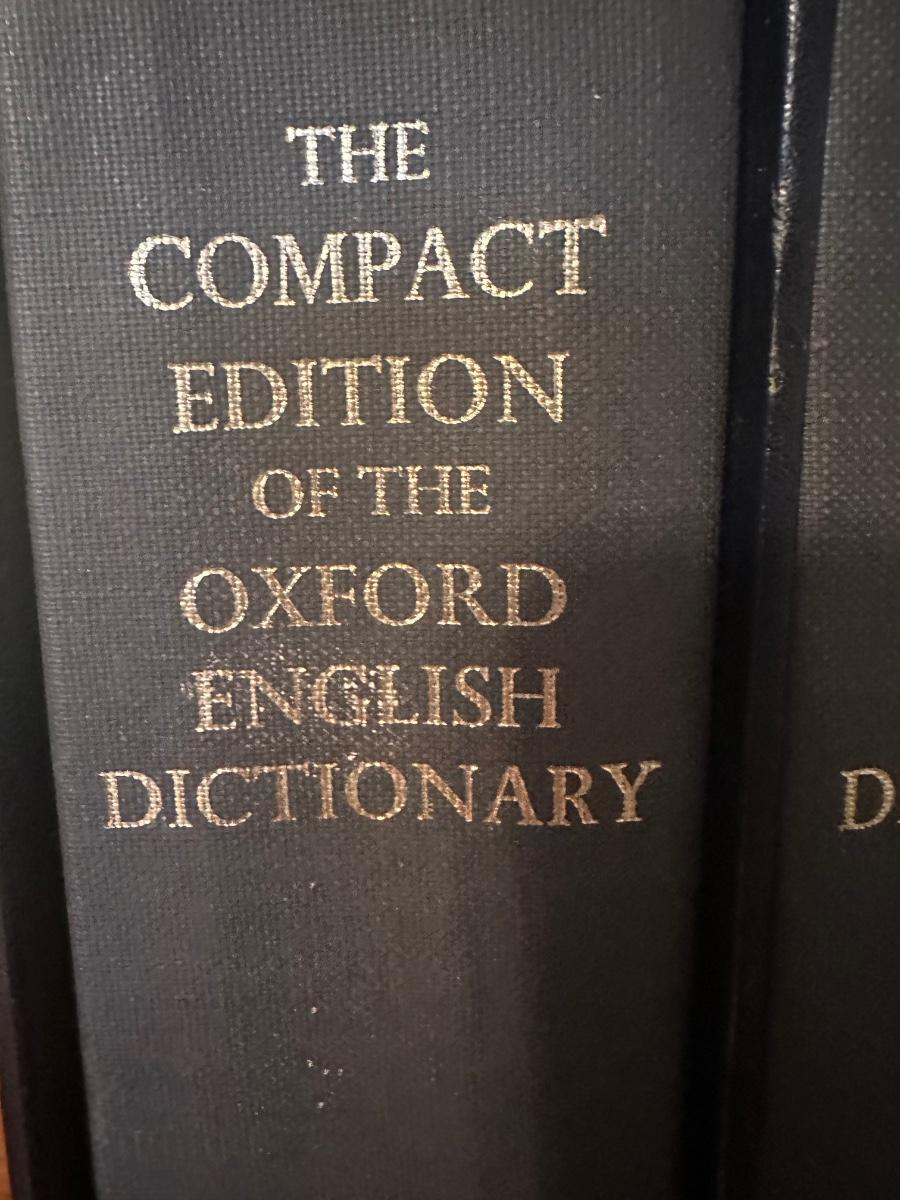 THE
COMPACT
EDITION
OF THE
OXFORD
ENGLISH
DICTIONARY
D